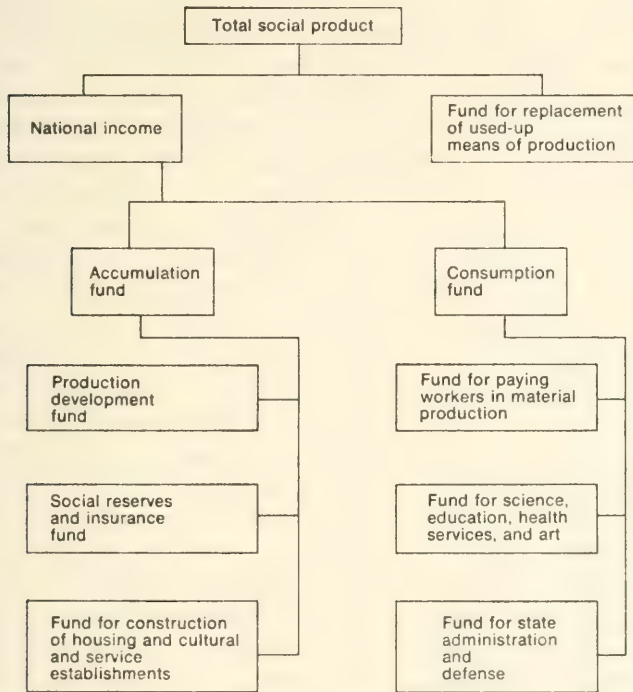 Total social product
National income
Fund for replacement
of used-up
means of production
Accumulation
fund
Consumption
fund
Production
development
fund
Fund for paying
workers in material
production
Social reserves
and insurance
fund
Fund for science,
education, health
services, and art
Fund for construction
of housing and cultural
and service
establishments
Fund for state
administration
and
defense